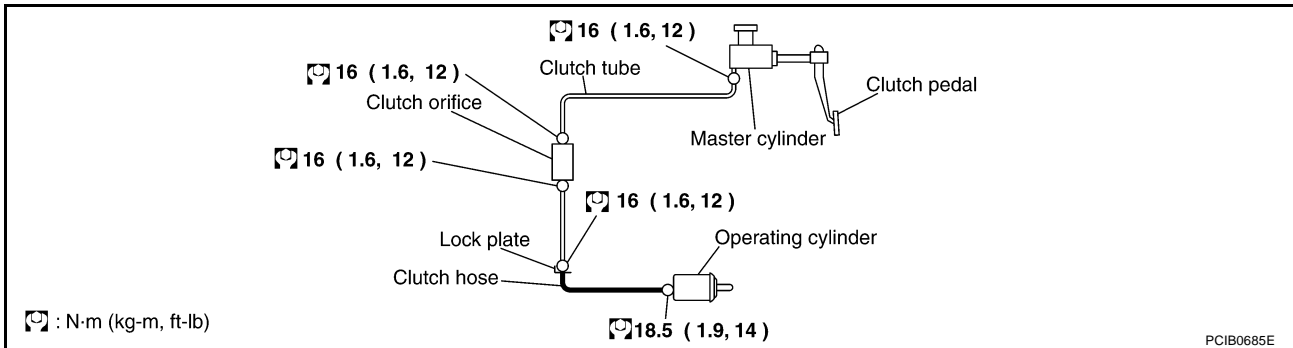 16 ( 1.6, 12 )
Clutch tube
16 ( 1.6, 12 )
Clutch pedal
Clutch orifice
Master cylinder
16 ( 1.6, 12 )
16 ( 1.6, 12 )
Lock plate
Operating cylinder
Clutch hose
: N·m (kg-m, ft-lb)
18.5 ( 1.9, 14 )
PCIB0685E